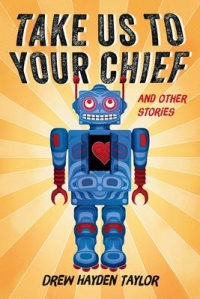 TAKE US TO
YOUR CHIEF
AND OTHER
STORIES
DREW HAYDEN TAYLOR